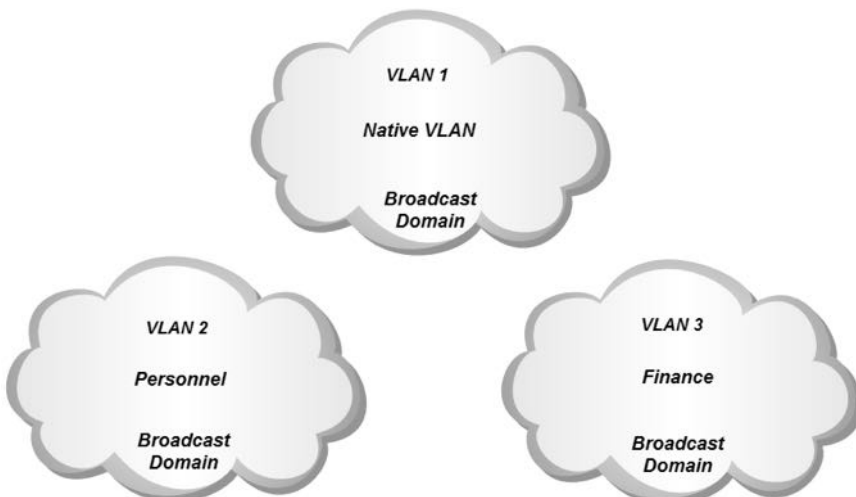 VLAN 1
Native VLAN
Broadcast
Domain
VLAN 2
Personnel
Broadcast
Domain
VLAN 3
Finance
Broadcast
Domain